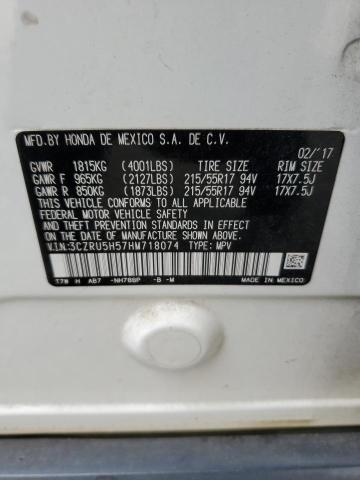 MFD.BY HONDA DE MEXICO S.A. DE C.V.
02/'17
GVWR 1815KG (4001LBS) TIRE SIZE RIM SIZE
GAWR F 965KG (2127LBS) 215/55R17 94V 17X7.5J
GAWR R 850KG (1873LBS) 215/55R17 94V 17X7.5J
THIS VEHICLE CONFORMS TO ALL APPLICABLE
FEDERAL MOTOR VEHICLE SAFETY AND THEFT
PREVENTION STANDARDS IN EFFECT ON THE DATE
OF MANUFACTURE SHOWN ABOVE.
V.I.N:3CZRU5H57HM718074 TYPE: MPV
T7W H AB7 -NH788P -B -M
MADE IN MEXICO